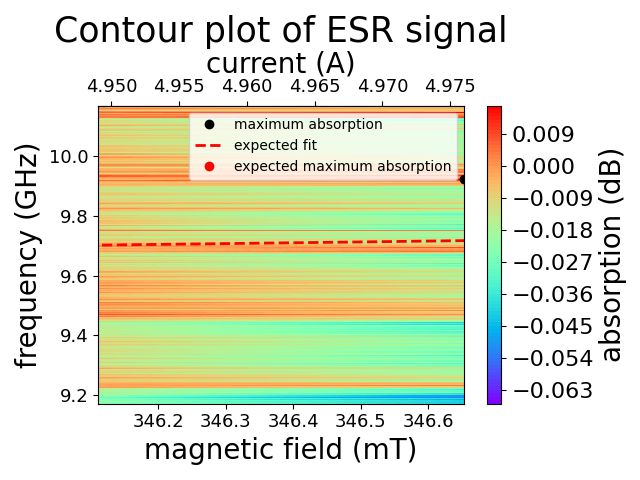 Contour plot of ESR signal
current (A)
4.950 4.955 4.960 4.965 4.970 4.975
maximum absorption
expected fit
expected maximum absorption
frequency (GHz)
10.0
9.8
9.6
9.4
9.2
346.2 346.3 346.4 346.5 346.6
magnetic field (mT)
0.009
0.000
−0.009
−0.018
−0.027
−0.036
−0.045
−0.054
−0.063
absorption (dB)